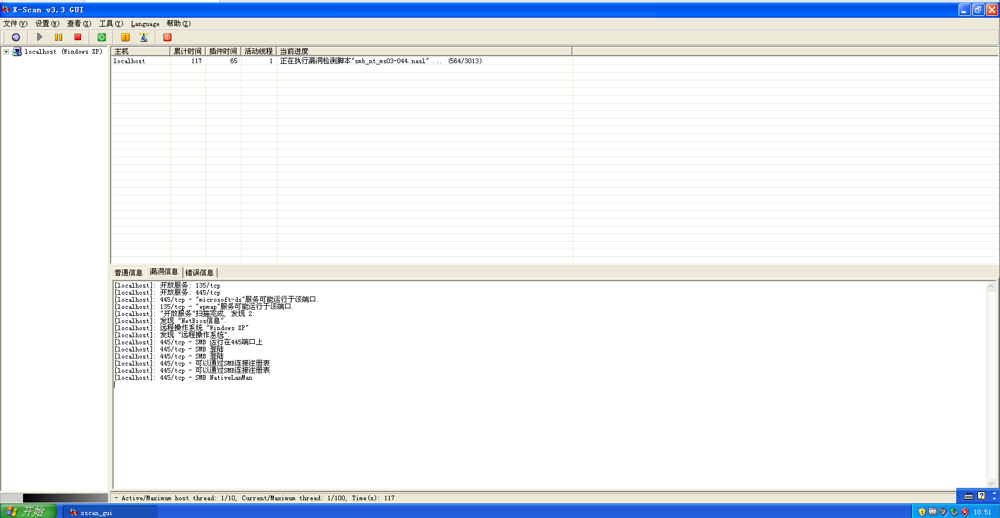 X-Scan v3.3 GUI
文件(V) 设置(W) 查看(X) 工具(Y) Language 帮助(Z)
localhost (Windows XP)
主机 累计时间 插件时间 活动线程 当前进度
localhost 117 65 1 正在执行漏洞检测脚本"smb_nt_ms03-044.nasl" ... (564/3013)
普通信息 漏洞信息 错误信息
[localhost]: 开放服务: 135/tcp
[localhost]: 开放服务: 445/tcp
[localhost]: 445/tcp - "microsoft-ds"服务可能运行于该端口.
[localhost]: 135/tcp - "epmap"服务可能运行于该端口.
[localhost]: "开放服务"扫描完成, 发现 2.
[localhost]: 发现 "NetBios信息".
[localhost]: 远程操作系统 "Windows XP"
[localhost]: 发现 "远程操作系统".
[localhost]: 445/tcp - SMB 运行在445端口上
[localhost]: 445/tcp - SMB 登陆
[localhost]: 445/tcp - SMB 登陆
[localhost]: 445/tcp - 可以通过SMB连接注册表
[localhost]: 445/tcp - 可以通过SMB连接注册表
[localhost]: 445/tcp - SMB NativeLanMan
- Active/Maximum host thread: 1/10, Current/Maximum thread: 1/100, Time(s): 117
开始 xscan_gui 10:51